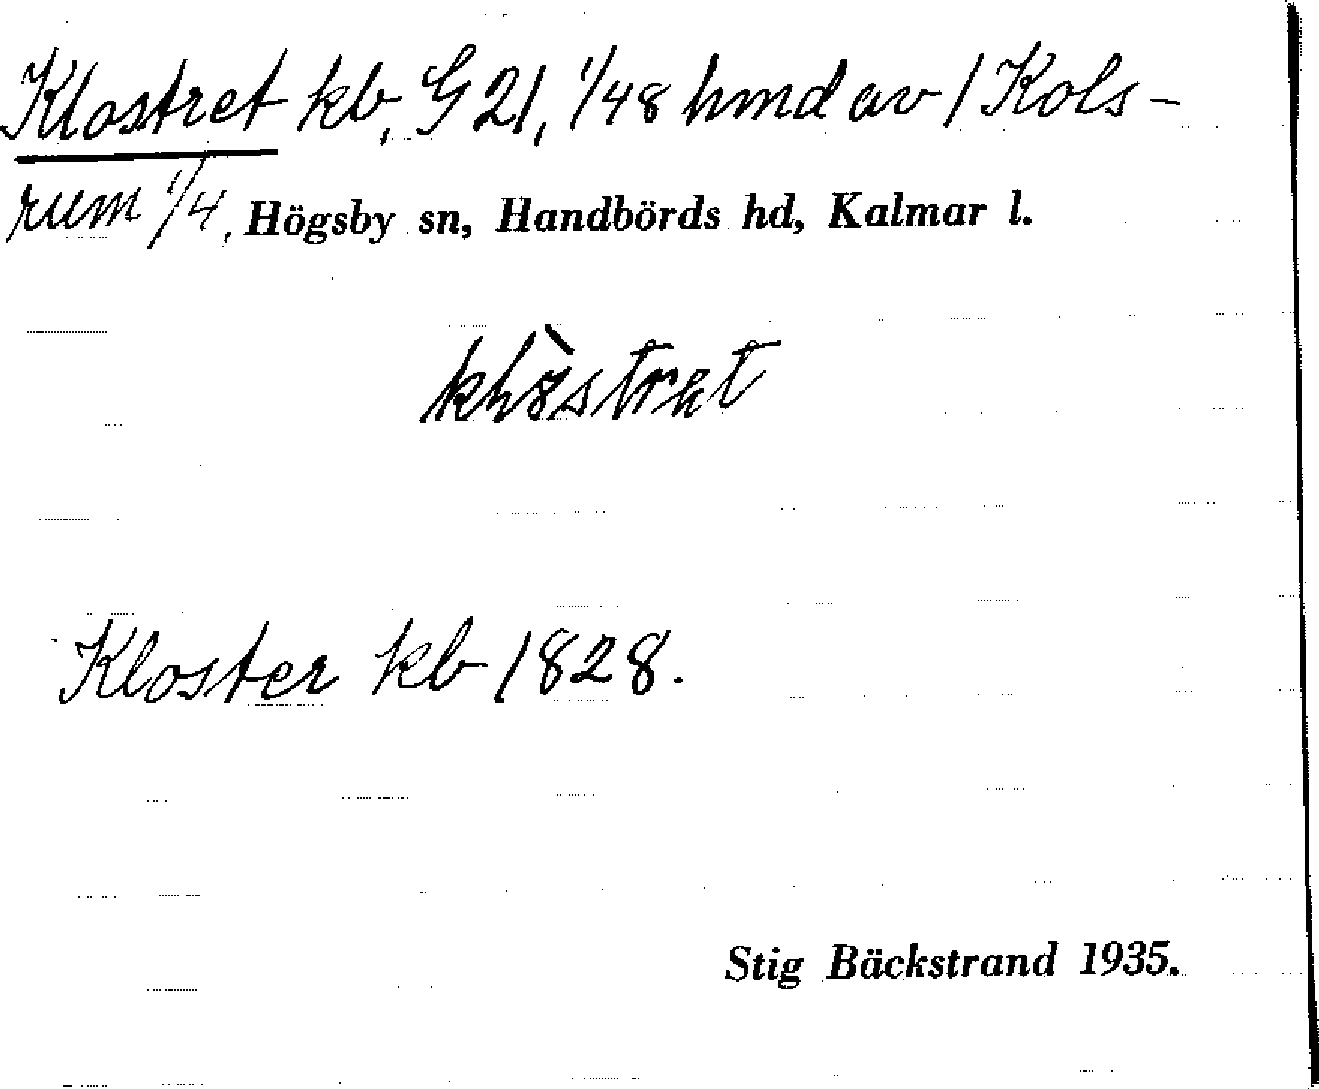 Klostret kb, G 21, 1/48 hmd av 1 Kols-
rum 1/4, Högsby sn, Handbörds hd, Kalmar l.
Kloster kb 1828.
Stig Bäckstrand 1935.